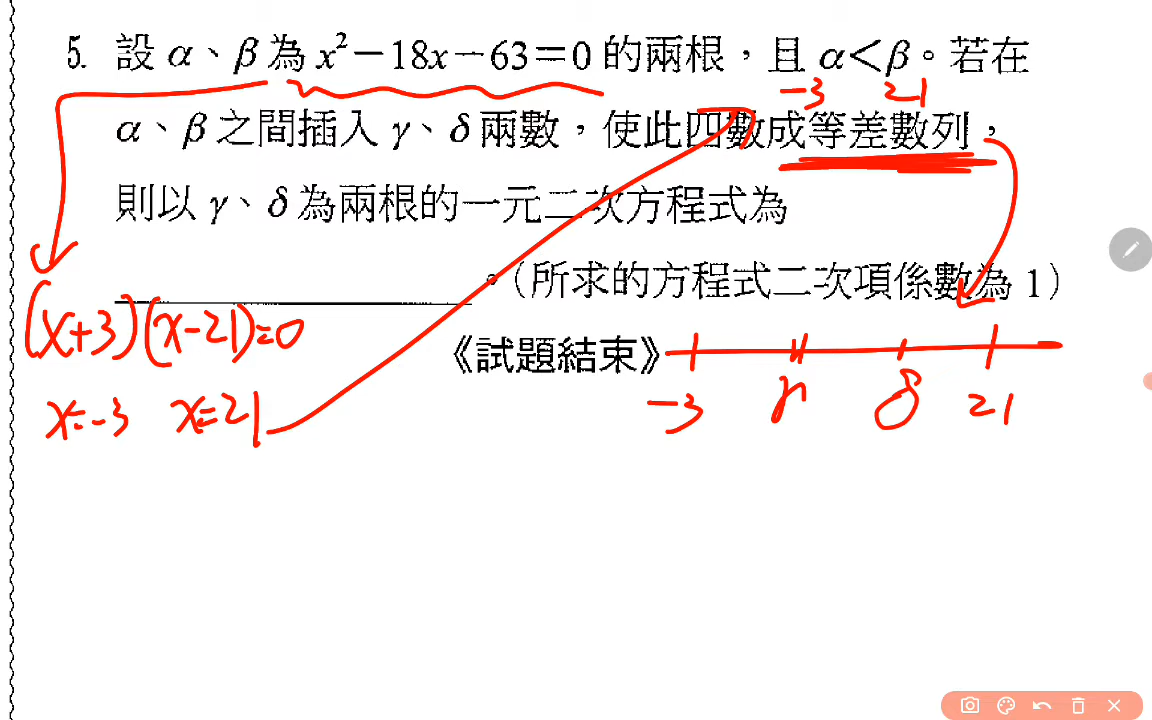 5. 設 α、β 為 x²－18x－63＝0 的兩根，且 α＜β。若在
-3 21
α、β 之間插入 γ、δ 兩數，使此四數成等差數列，
則以 γ、δ 為兩根的一元二次方程式為
。（所求的方程式二次項係數為 1）
(x+3)(x-21)=0
《試題結束》
x=-3 x=21
-3 γ δ 21